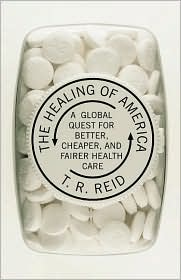 THE HEALING OF AMERICA
A GLOBAL
QUEST FOR
BETTER,
CHEAPER, AND
FAIRER HEALTH
CARE
T. R. REID